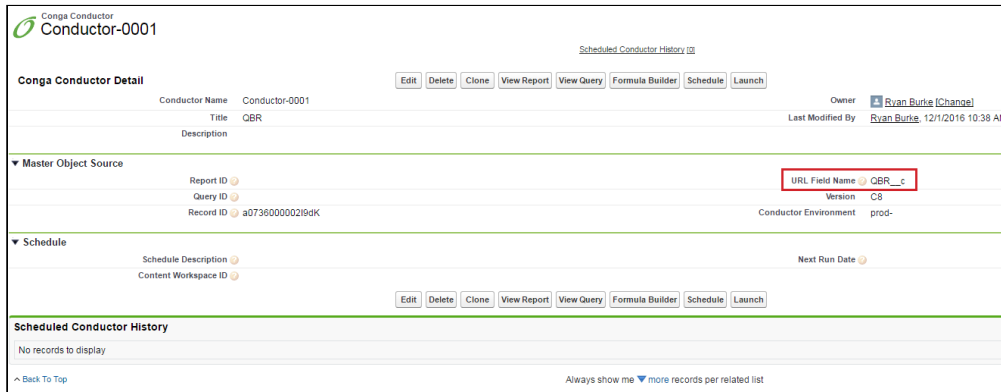 Conga Conductor
Conductor-0001
Scheduled Conductor History [0]
Conga Conductor Detail Edit Delete Clone View Report View Query Formula Builder Schedule Launch
Conductor Name Conductor-0001 Owner Ryan Burke [Change]
Title QBR Last Modified By Ryan Burke, 12/1/2016 10:38 AM
Description
Master Object Source
Report ID URL Field Name QBR__c
Query ID Version C8
Record ID a0736000002I9dK Conductor Environment prod-
Schedule
Schedule Description Next Run Date
Content Workspace ID
Edit Delete Clone View Report View Query Formula Builder Schedule Launch
Scheduled Conductor History
No records to display
Back To Top Always show me more records per related list